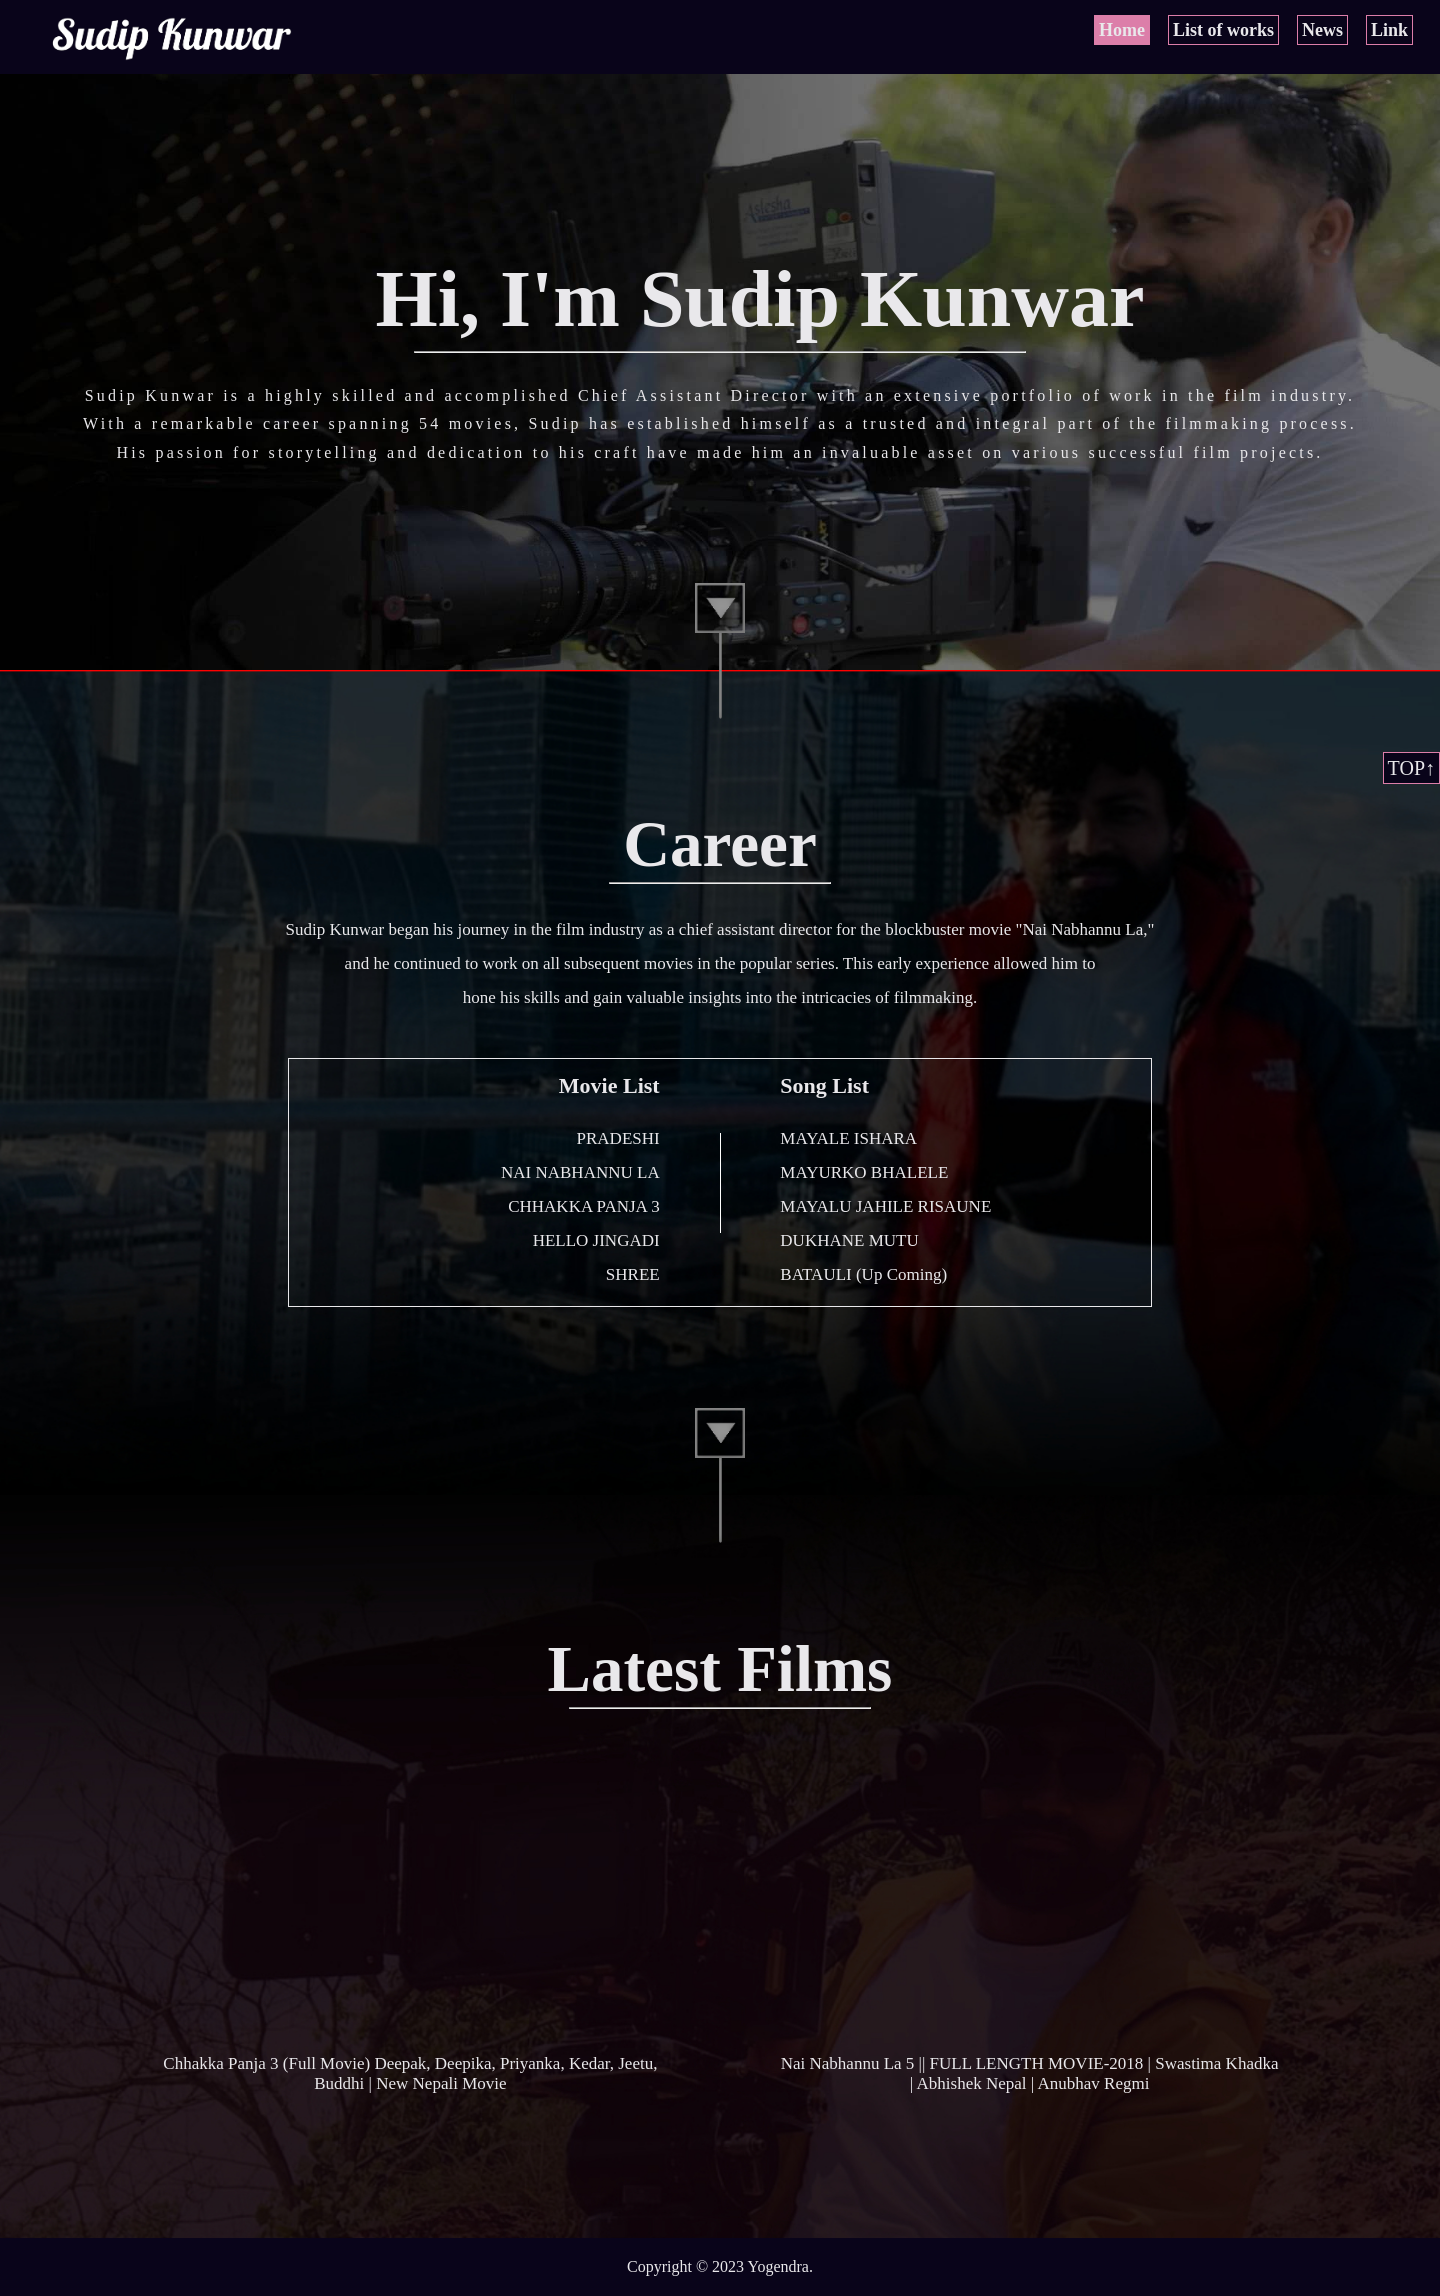 Sudip Kunwar
Home List of works News Link
Astesha
Hi, I'm Sudip Kunwar
Sudip Kunwar is a highly skilled and accomplished Chief Assistant Director with an extensive portfolio of work in the film industry.
With a remarkable career spanning 54 movies, Sudip has established himself as a trusted and integral part of the filmmaking process.
His passion for storytelling and dedication to his craft have made him an invaluable asset on various successful film projects.
TOP↑
Career
Sudip Kunwar began his journey in the film industry as a chief assistant director for the blockbuster movie "Nai Nabhannu La,"
and he continued to work on all subsequent movies in the popular series. This early experience allowed him to
hone his skills and gain valuable insights into the intricacies of filmmaking.
Movie List
PRADESHI
NAI NABHANNU LA
CHHAKKA PANJA 3
HELLO JINGADI
SHREE
Song List
MAYALE ISHARA
MAYURKO BHALELE
MAYALU JAHILE RISAUNE
DUKHANE MUTU
BATAULI (Up Coming)
Latest Films
Chhakka Panja 3 (Full Movie) Deepak, Deepika, Priyanka, Kedar, Jeetu,
Buddhi | New Nepali Movie
Nai Nabhannu La 5 || FULL LENGTH MOVIE-2018 | Swastima Khadka
| Abhishek Nepal | Anubhav Regmi
Copyright © 2023 Yogendra.